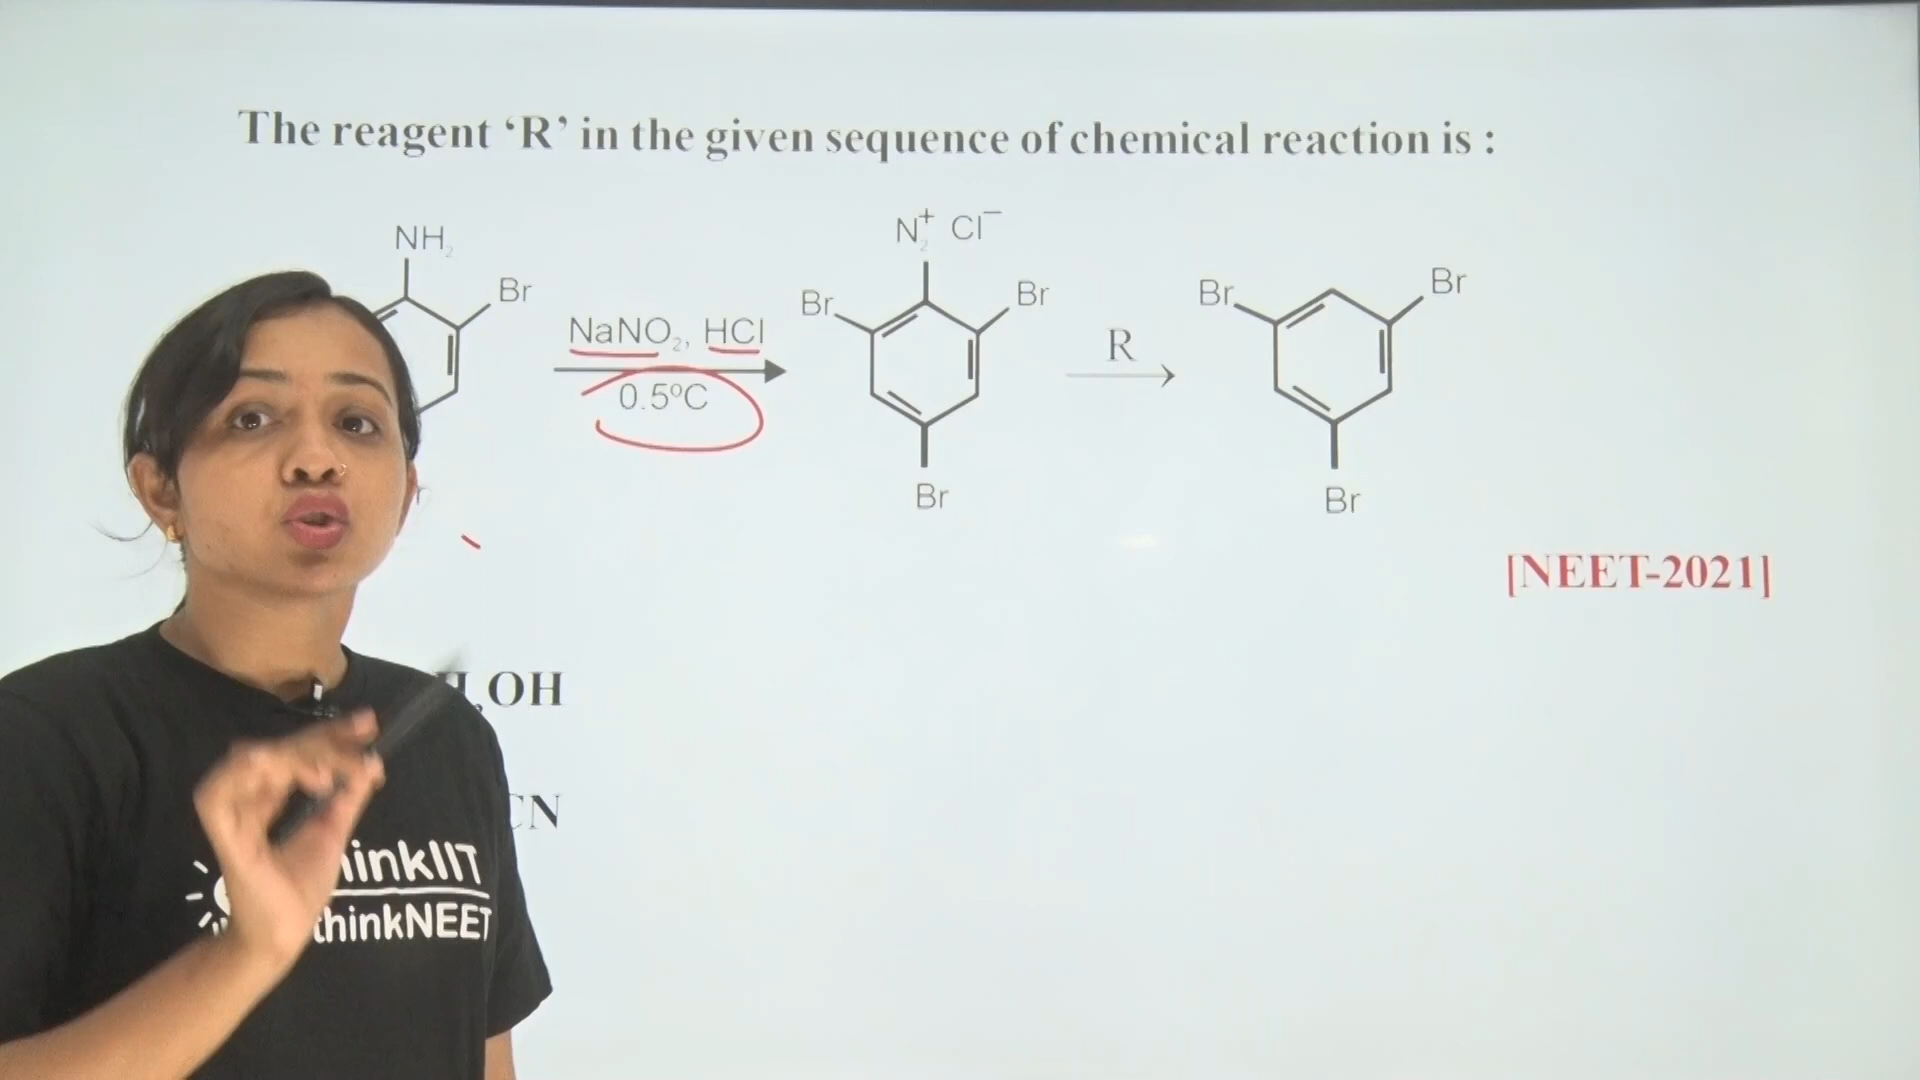 The reagent ‘R’ in the given sequence of chemical reaction is :
NH₂
Br
NaNO₂, HCl
0.5°C
N₂⁺ Cl⁻
Br
Br
Br
R
Br
Br
Br
[NEET-2021]
OH
CN
inkIIT
thinkNEET